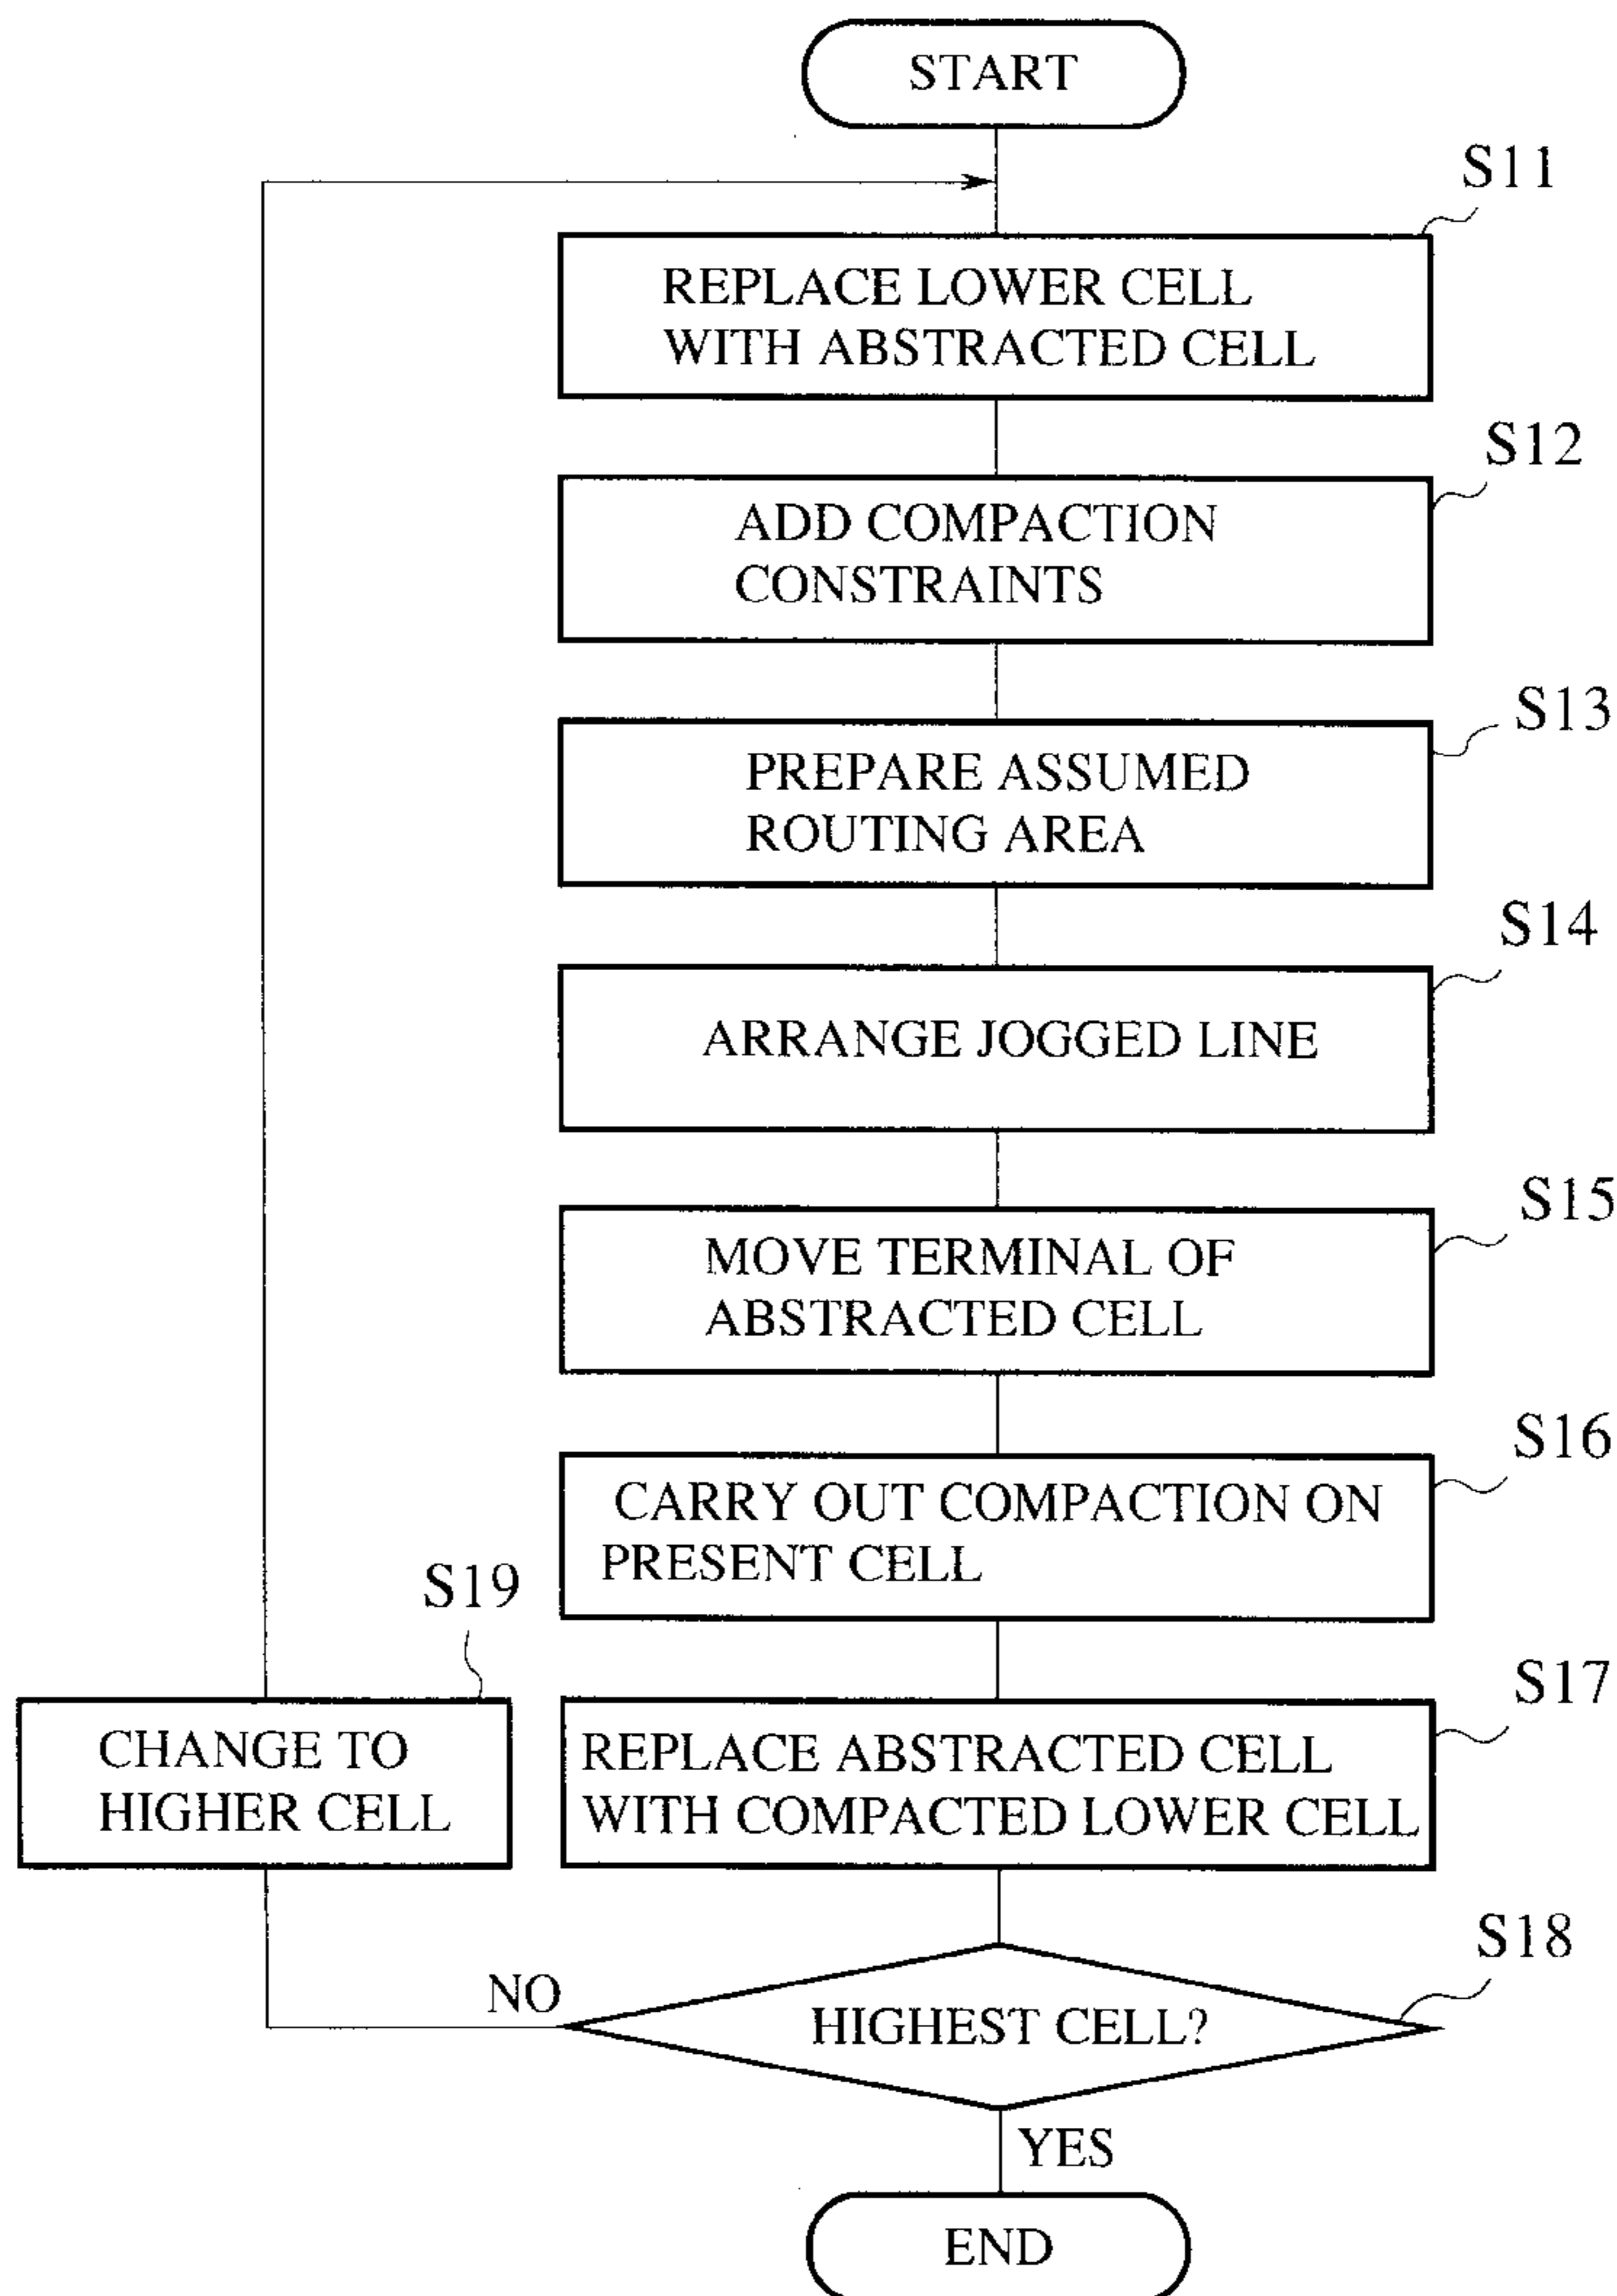 START
S11
REPLACE LOWER CELL
WITH ABSTRACTED CELL
S12
ADD COMPACTION
CONSTRAINTS
S13
PREPARE ASSUMED
ROUTING AREA
S14
ARRANGE JOGGED LINE
S15
MOVE TERMINAL OF
ABSTRACTED CELL
S16
CARRY OUT COMPACTION ON
PRESENT CELL
S19
CHANGE TO
HIGHER CELL
S17
REPLACE ABSTRACTED CELL
WITH COMPACTED LOWER CELL
S18
HIGHEST CELL?
NO
YES
END